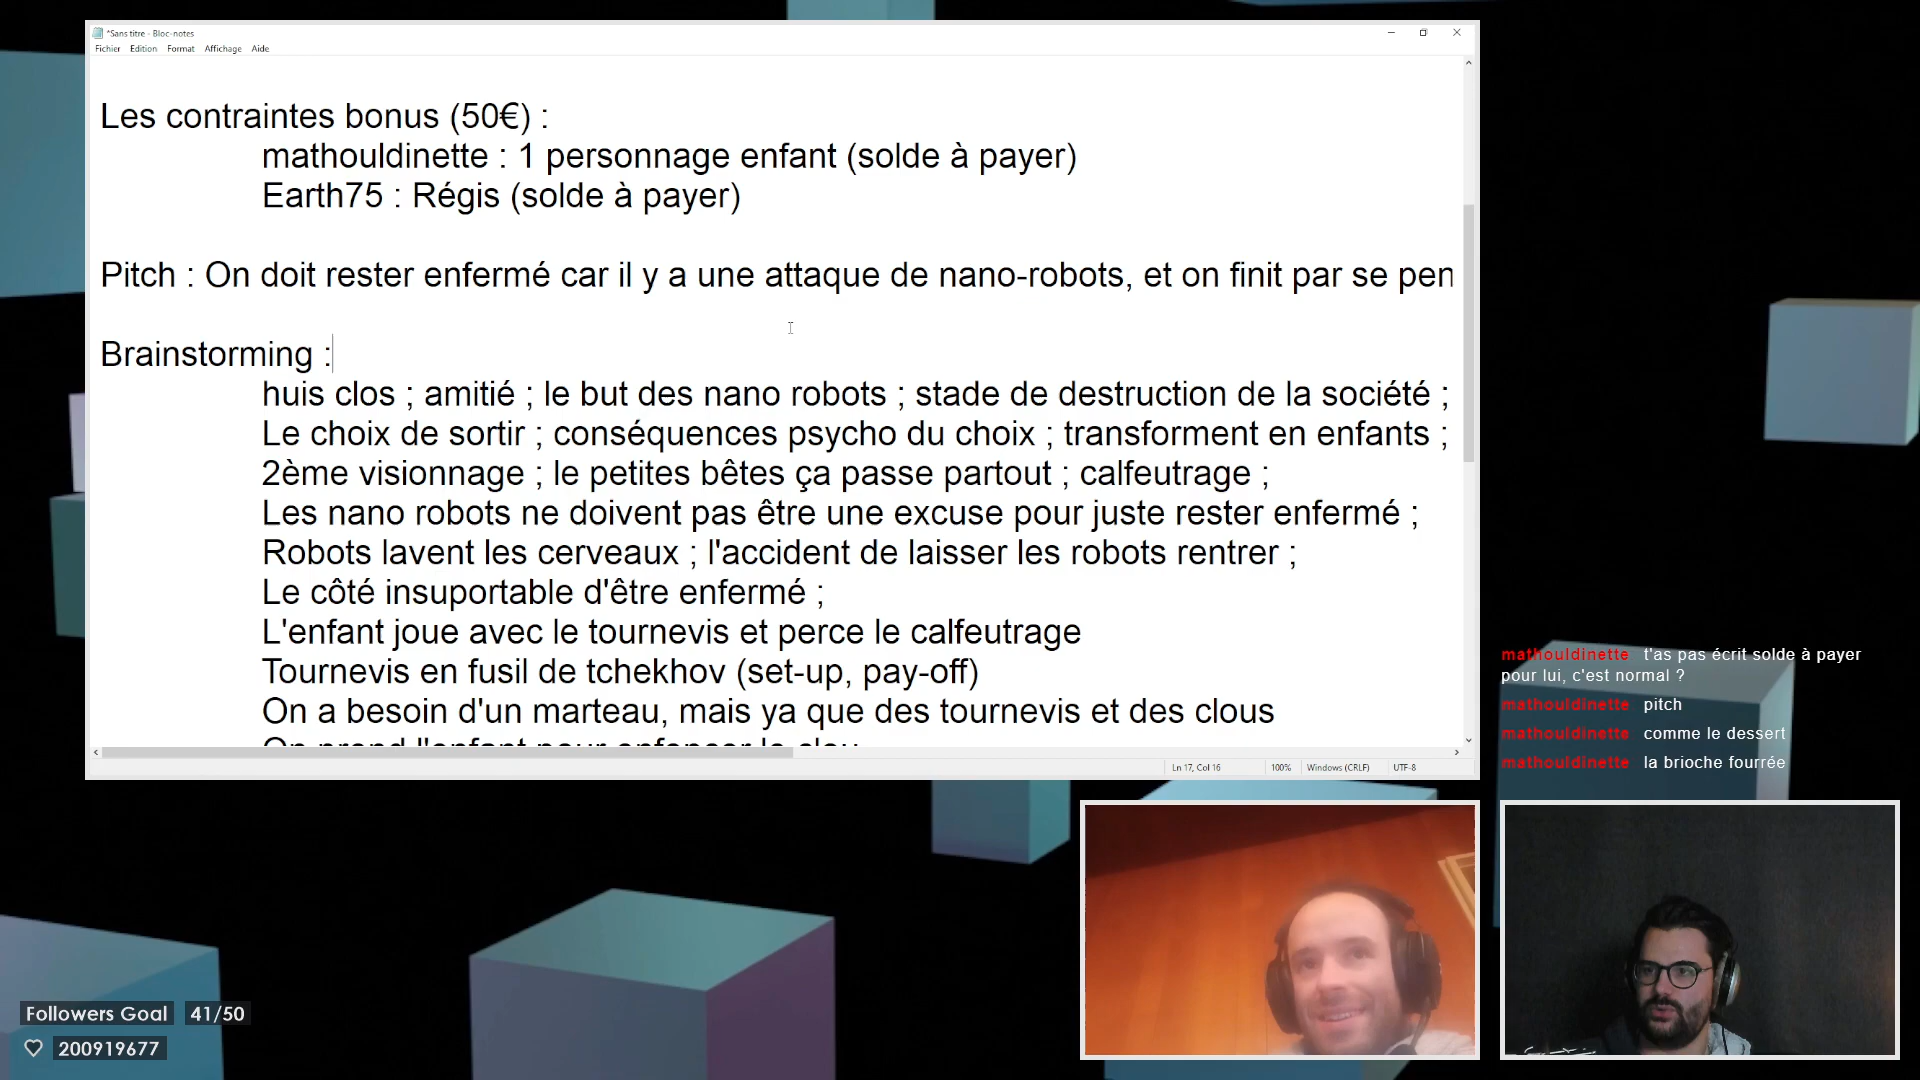 *Sans titre - Bloc-notes
Fichier Edition Format Affichage Aide
Les contraintes bonus (50€) :
mathouldinette : 1 personnage enfant (solde à payer)
Earth75 : Régis (solde à payer)
Pitch : On doit rester enfermé car il y a une attaque de nano-robots, et on finit par se pen
Brainstorming :
huis clos ; amitié ; le but des nano robots ; stade de destruction de la société ;
Le choix de sortir ; conséquences psycho du choix ; transforment en enfants ;
2ème visionnage ; le petites bêtes ça passe partout ; calfeutrage ;
Les nano robots ne doivent pas être une excuse pour juste rester enfermé ;
Robots lavent les cerveaux ; l'accident de laisser les robots rentrer ;
Le côté insuportable d'être enfermé ;
L'enfant joue avec le tournevis et perce le calfeutrage
Tournevis en fusil de tchekhov (set-up, pay-off)
On a besoin d'un marteau, mais ya que des tournevis et des clous
On prend l'enfant pour enfoncer le clou
Ln 17, Col 16 100% Windows (CRLF) UTF-8
mathouldinette t'as pas écrit solde à payer
pour lui, c'est normal ?
mathouldinette pitch
mathouldinette comme le dessert
mathouldinette la brioche fourrée
Followers Goal 41/50
200919677